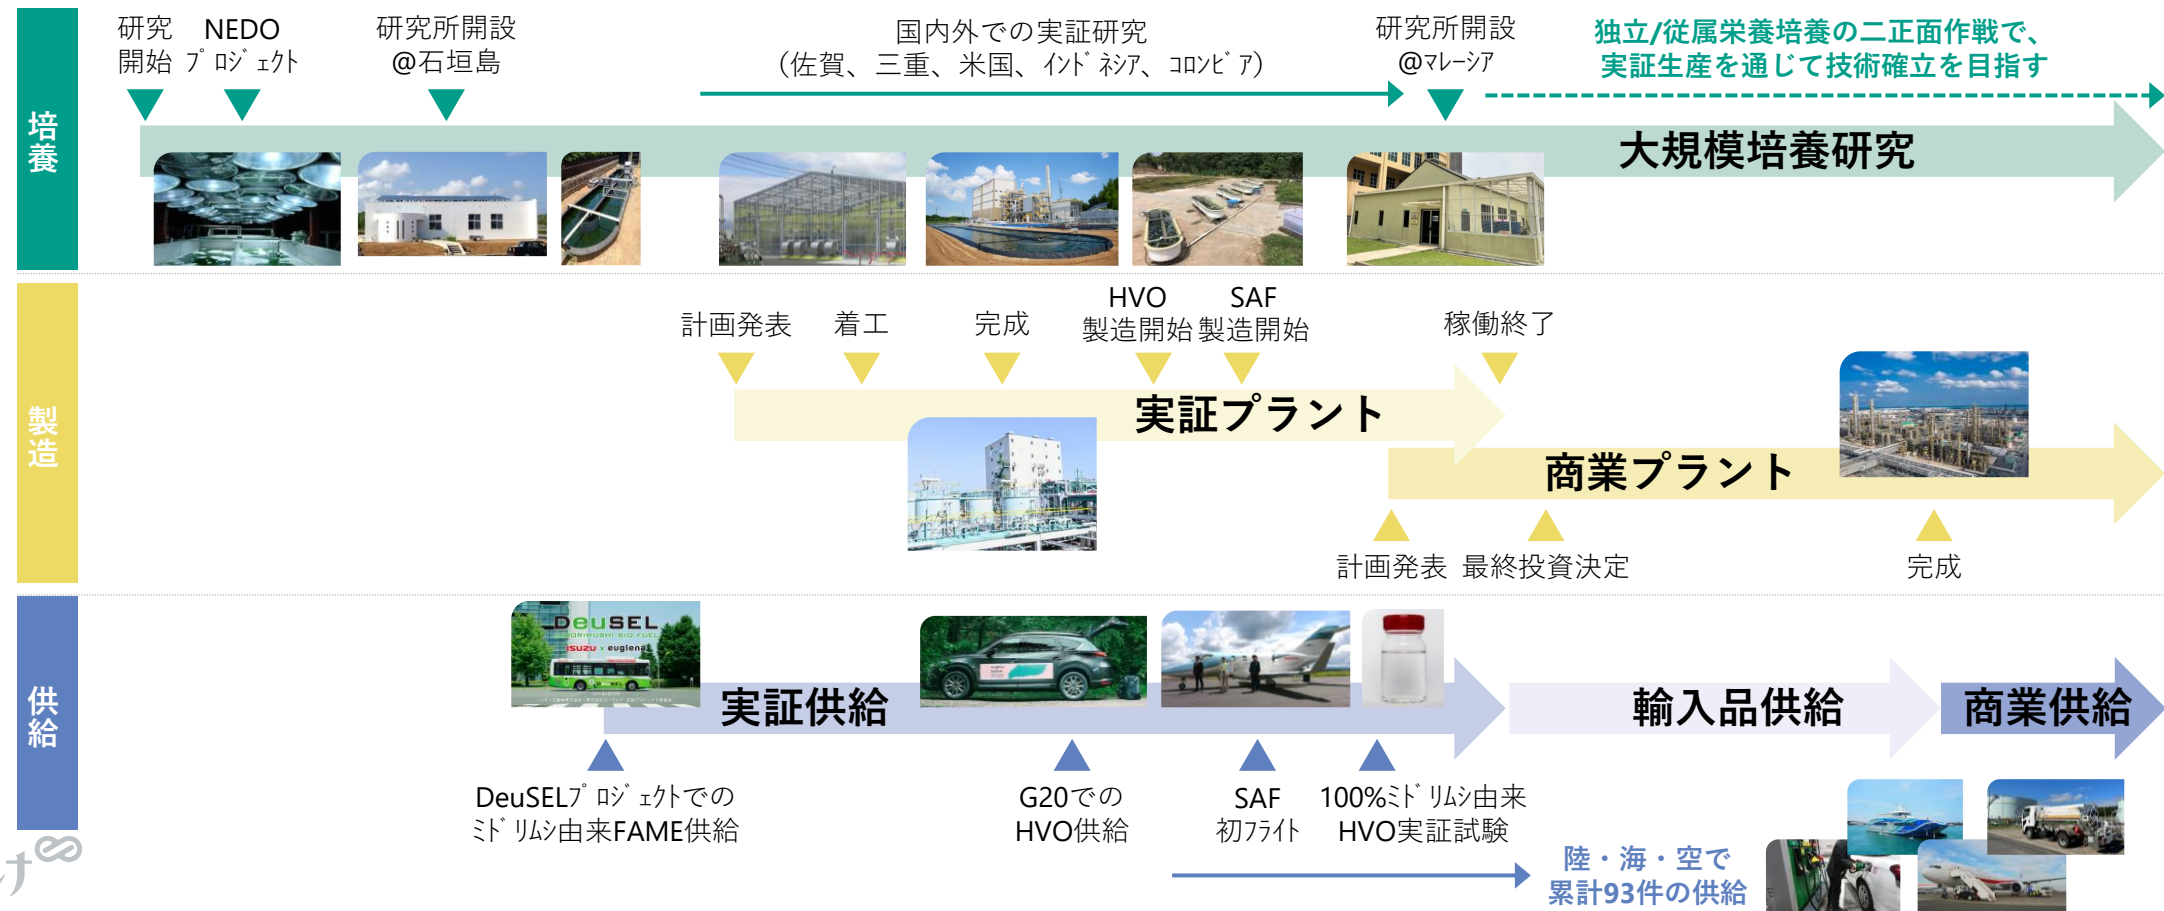 培養
研究
開始
NEDO
ﾌﾟﾛｼﾞｪｸﾄ
研究所開設
@石垣島
国内外での実証研究
（佐賀、三重、米国、ｲﾝﾄﾞﾈｼｱ、ｺﾛﾝﾋﾞｱ）
研究所開設
@ﾏﾚｰｼｱ
独立/従属栄養培養の二正面作戦で、
実証生産を通じて技術確立を目指す
大規模培養研究
製造
計画発表
着工
完成
HVO
製造開始
SAF
製造開始
稼働終了
実証プラント
商業プラント
計画発表
最終投資決定
完成
供給
DeuSEL
ISUZU × euglena
実証供給
輸入品供給
商業供給
DeuSELﾌﾟﾛｼﾞｪｸﾄでの
ﾐﾄﾞﾘﾑｼ由来FAME供給
G20での
HVO供給
SAF
初ﾌﾗｲﾄ
100%ﾐﾄﾞﾘﾑｼ由来
HVO実証試験
陸・海・空で
累計93件の供給